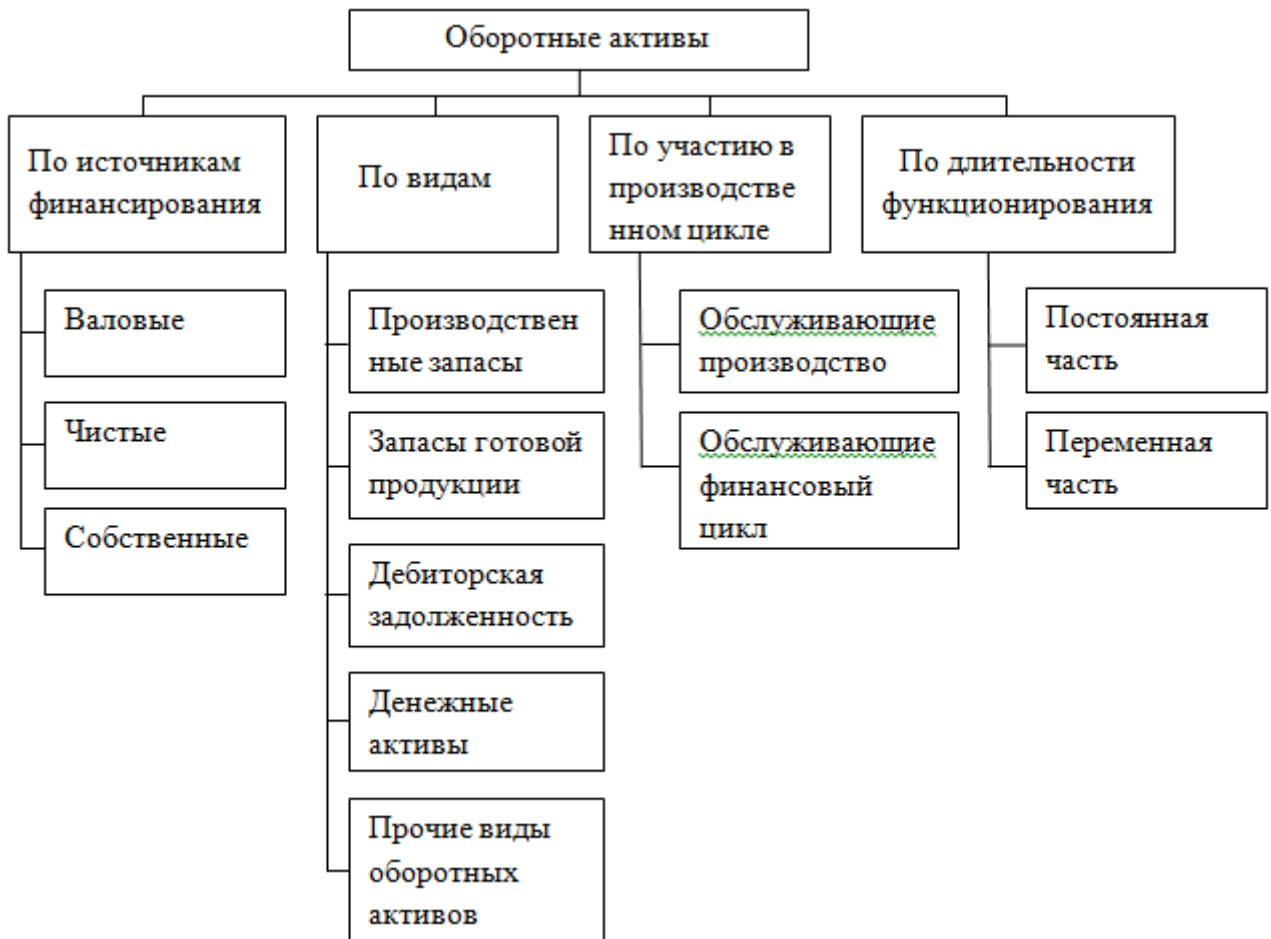 Оборотные активы
По источникам
финансирования
По видам
По участию в
производстве
нном цикле
По длительности
функционирования
Валовые
Чистые
Собственные
Производствен
ные запасы
Запасы готовой
продукции
Дебиторская
задолженность
Денежные
активы
Прочие виды
оборотных
активов
Обслуживающие
производство
Обслуживающие
финансовый
цикл
Постоянная
часть
Переменная
часть